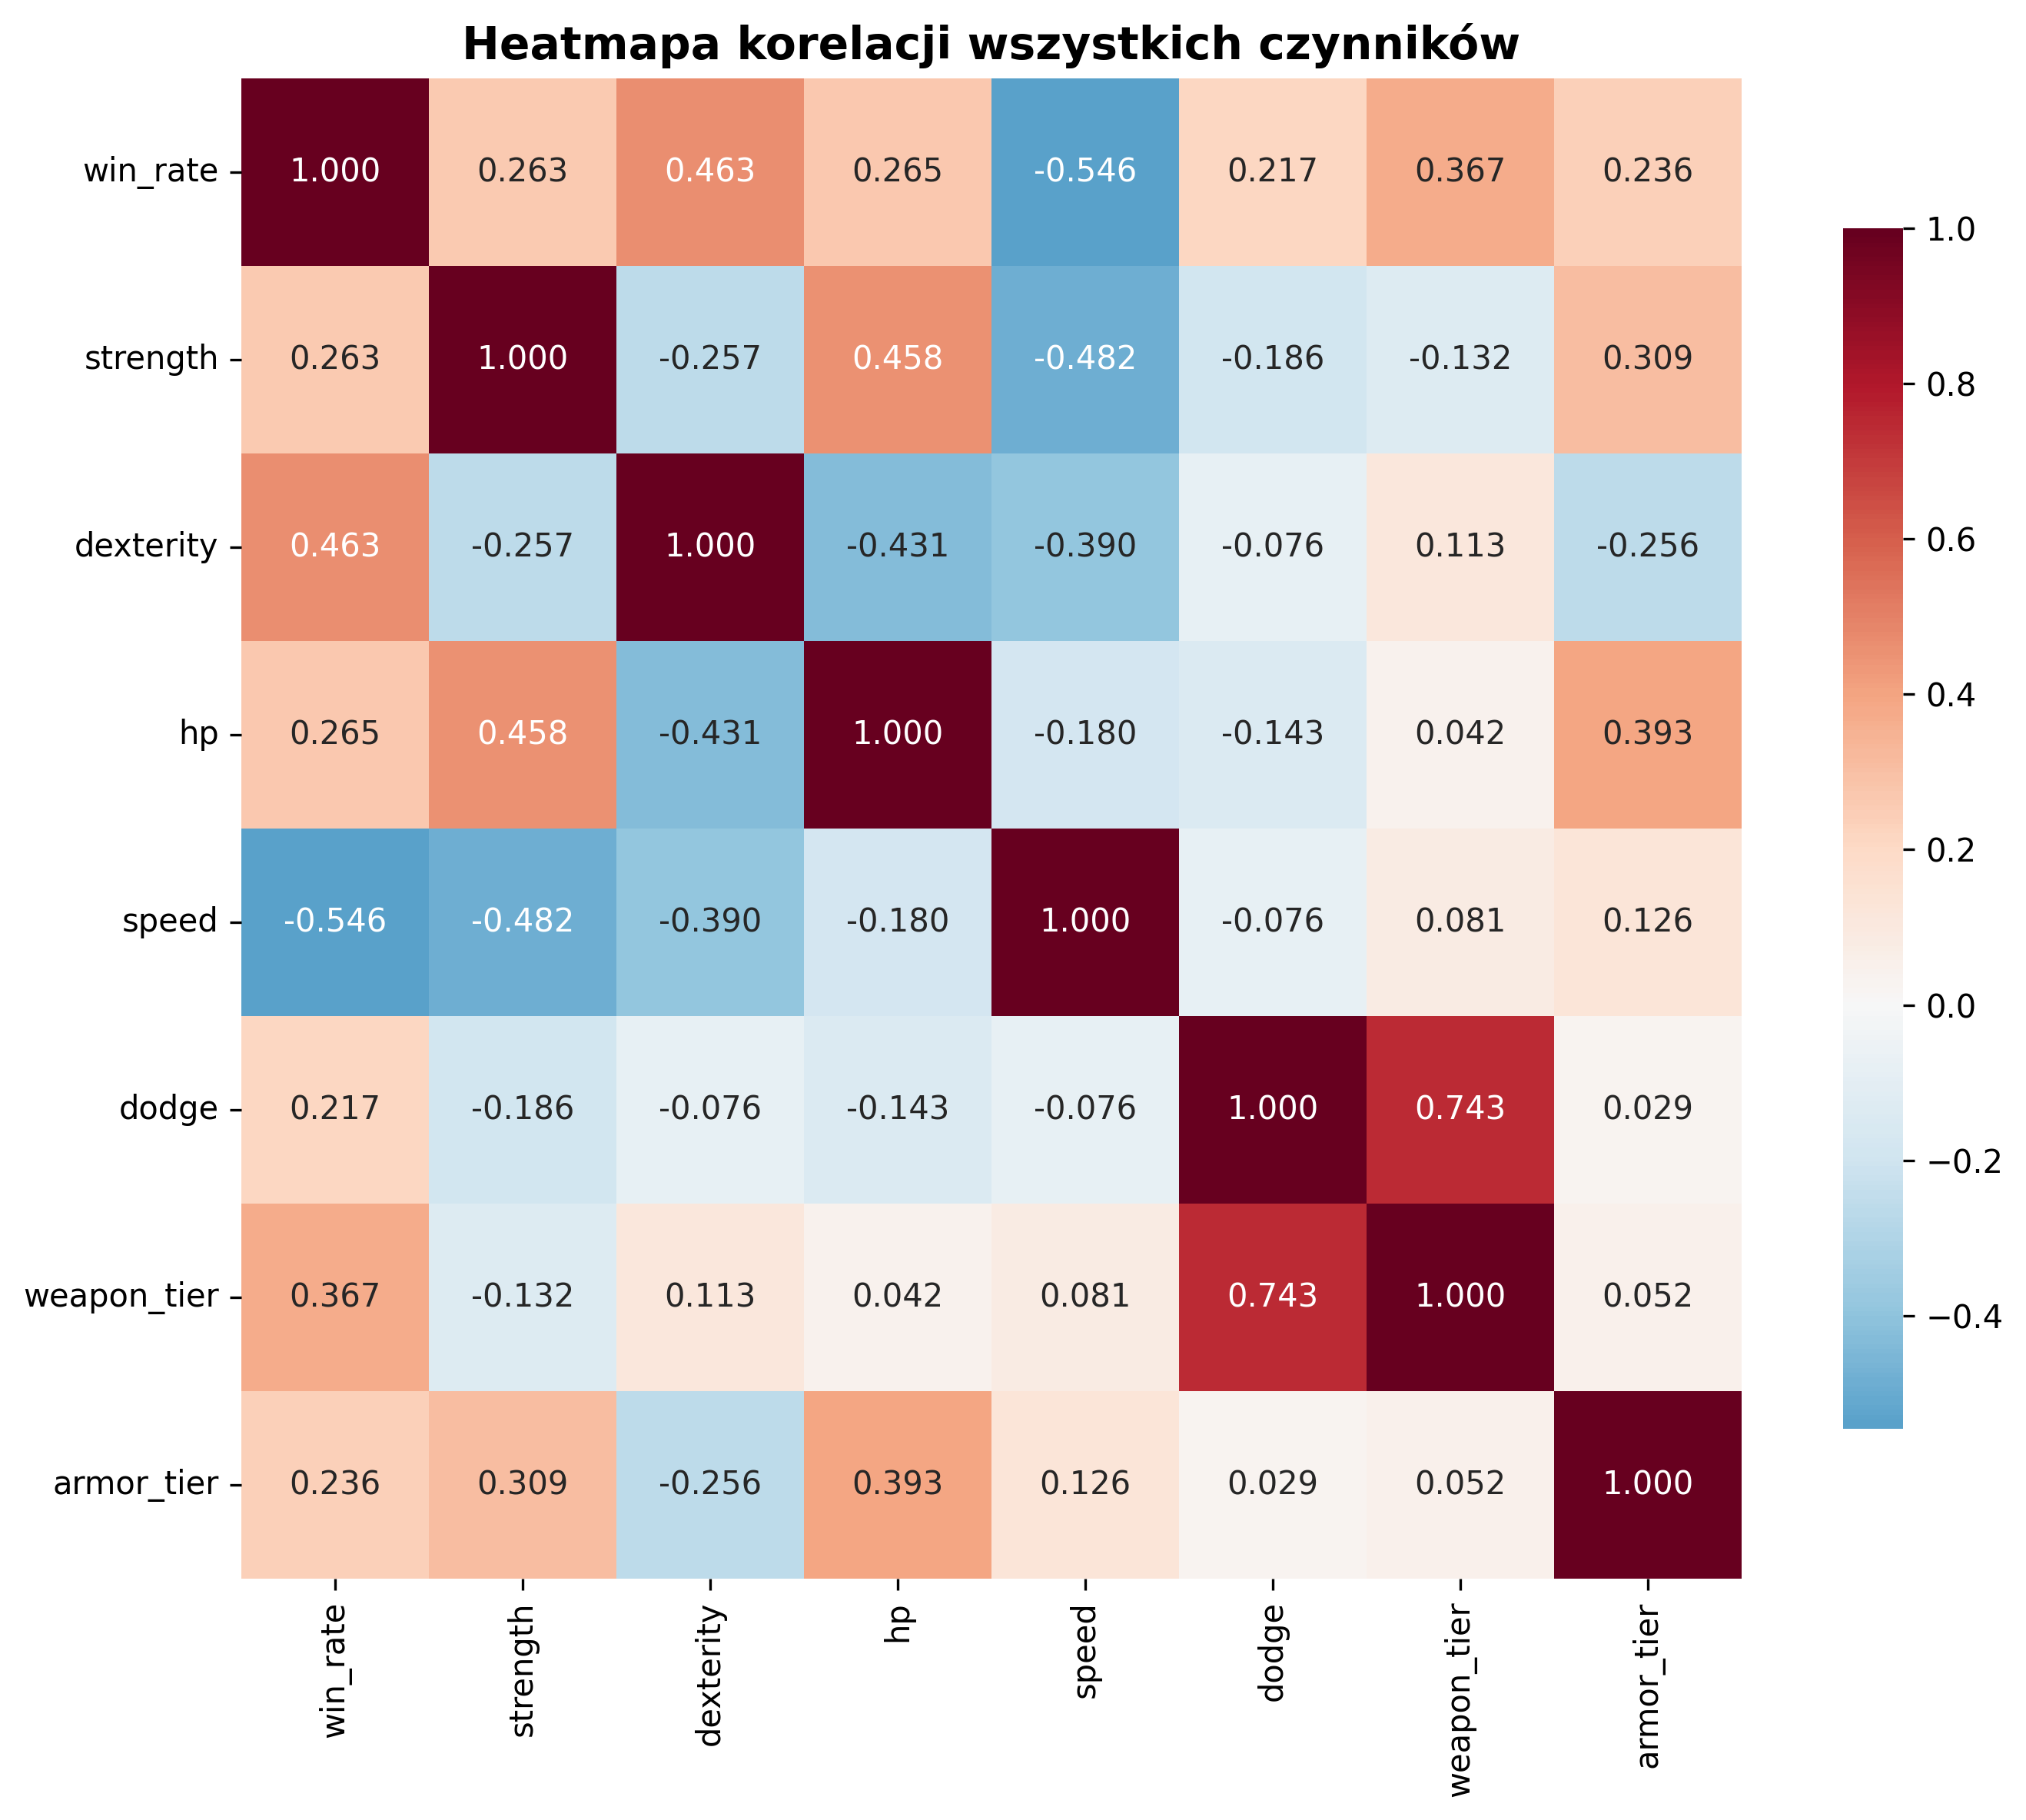 Heatmapa korelacji wszystkich czynników
win_rate 1.000 0.263 0.463 0.265 -0.546 0.217 0.367 0.236
strength 0.263 1.000 -0.257 0.458 -0.482 -0.186 -0.132 0.309
dexterity 0.463 -0.257 1.000 -0.431 -0.390 -0.076 0.113 -0.256
hp 0.265 0.458 -0.431 1.000 -0.180 -0.143 0.042 0.393
speed -0.546 -0.482 -0.390 -0.180 1.000 -0.076 0.081 0.126
dodge 0.217 -0.186 -0.076 -0.143 -0.076 1.000 0.743 0.029
weapon_tier 0.367 -0.132 0.113 0.042 0.081 0.743 1.000 0.052
armor_tier 0.236 0.309 -0.256 0.393 0.126 0.029 0.052 1.000
win_rate
strength
dexterity
hp
speed
dodge
weapon_tier
armor_tier
1.0
0.8
0.6
0.4
0.2
0.0
−0.2
−0.4